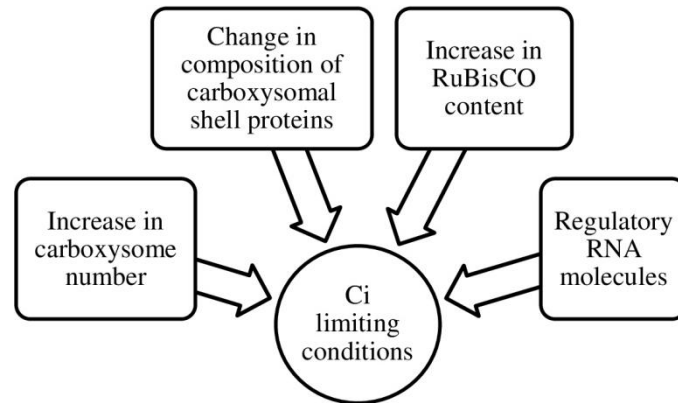 Change in
composition of
carboxysomal
shell proteins
Increase in
RuBisCO
content
Increase in
carboxysome
number
Regulatory
RNA
molecules
Ci
limiting
conditions